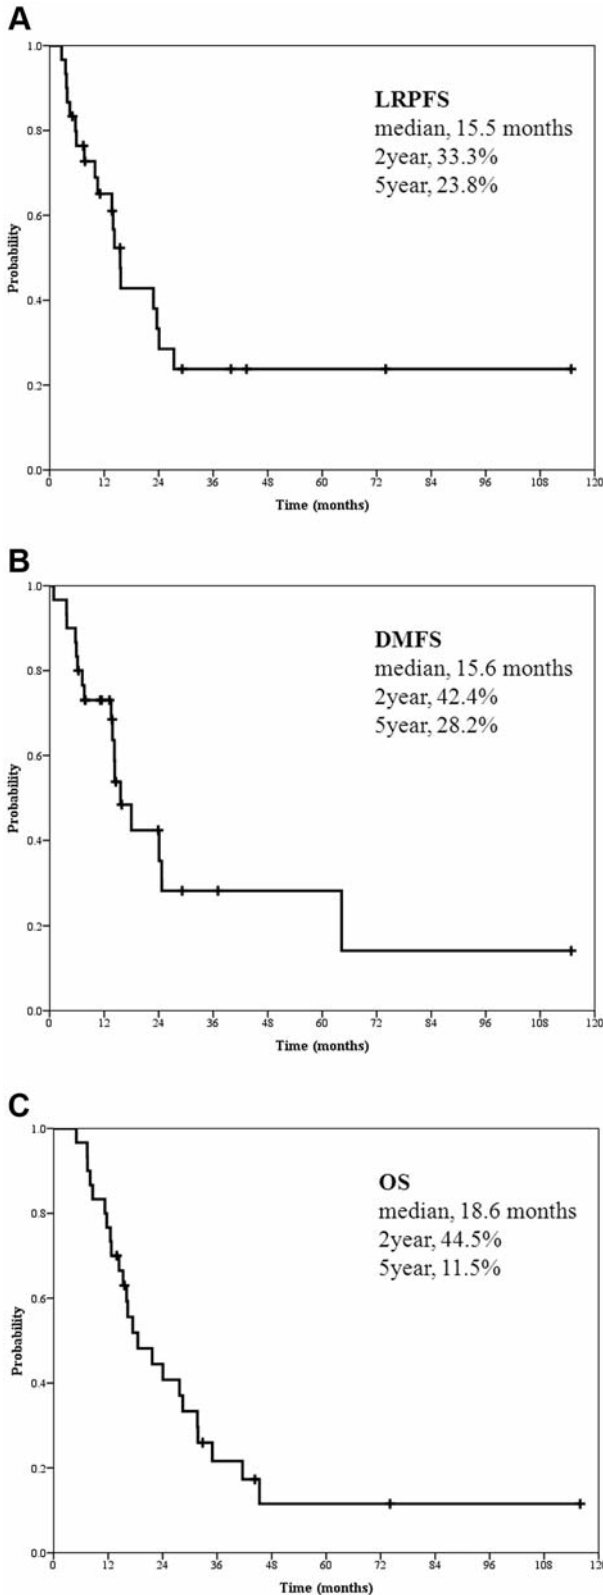 A
LRPFS
median, 15.5 months
2year, 33.3%
5year, 23.8%
Probability
1.0
0.8
0.6
0.4
0.2
0.0
0 12 24 36 48 60 72 84 96 108 120
Time (months)
B
DMFS
median, 15.6 months
2year, 42.4%
5year, 28.2%
Probability
1.0
0.8
0.6
0.4
0.2
0.0
0 12 24 36 48 60 72 84 96 108 120
Time (months)
C
OS
median, 18.6 months
2year, 44.5%
5year, 11.5%
Probability
1.0
0.8
0.6
0.4
0.2
0.0
0 12 24 36 48 60 72 84 96 108 120
Time (months)